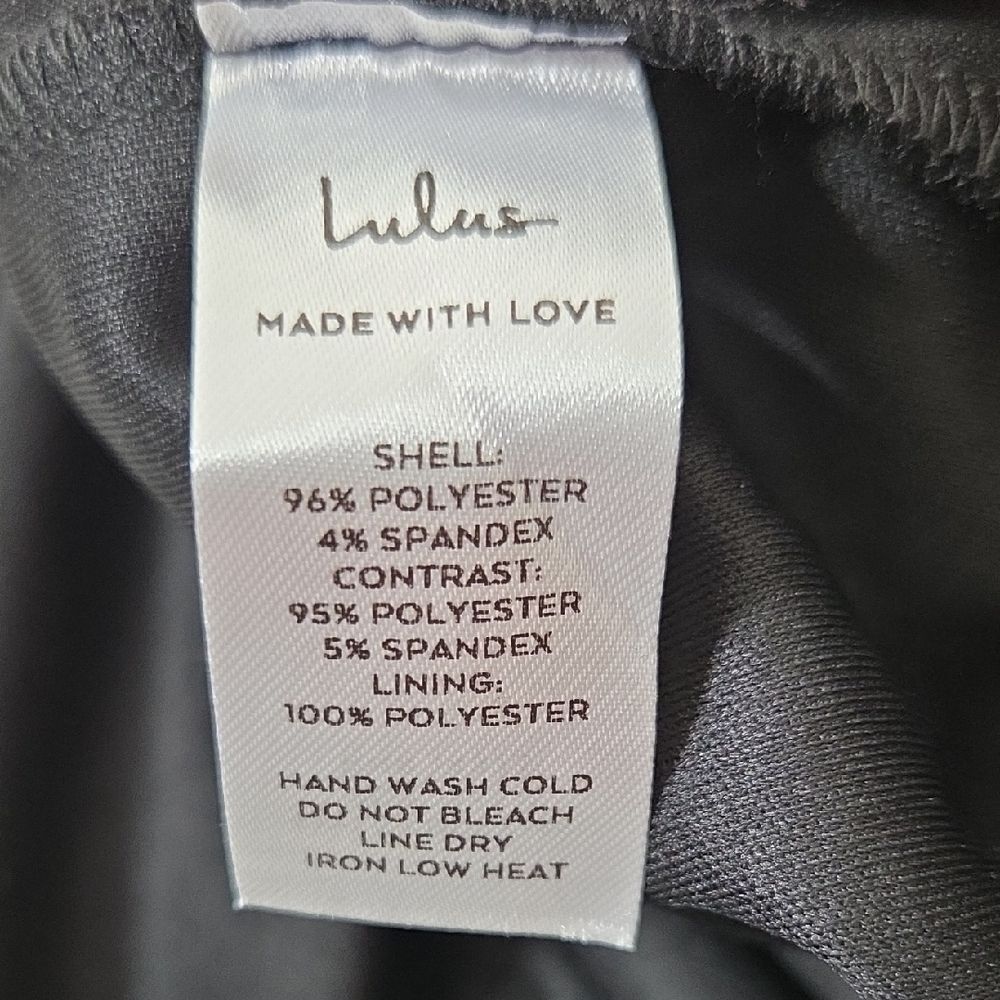 Lulus
MADE WITH LOVE
SHELL:
96% POLYESTER
4% SPANDEX
CONTRAST:
95% POLYESTER
5% SPANDEX
LINING:
100% POLYESTER
HAND WASH COLD
DO NOT BLEACH
LINE DRY
IRON LOW HEAT